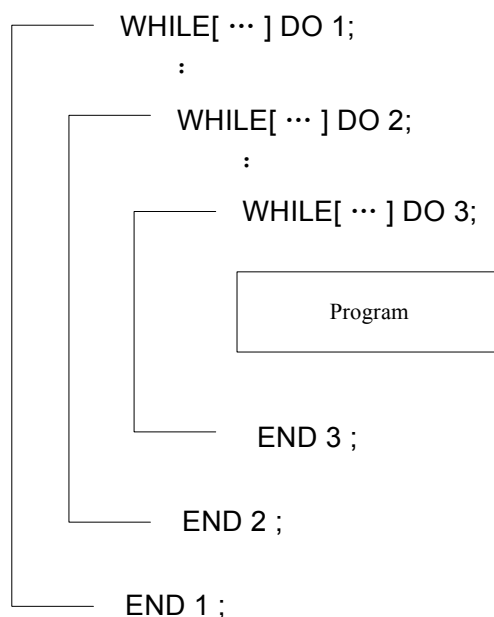 WHILE[ ··· ] DO 1;
:
WHILE[ ··· ] DO 2;
:
WHILE[ ··· ] DO 3;
Program
END 3 ;
END 2 ;
END 1 ;